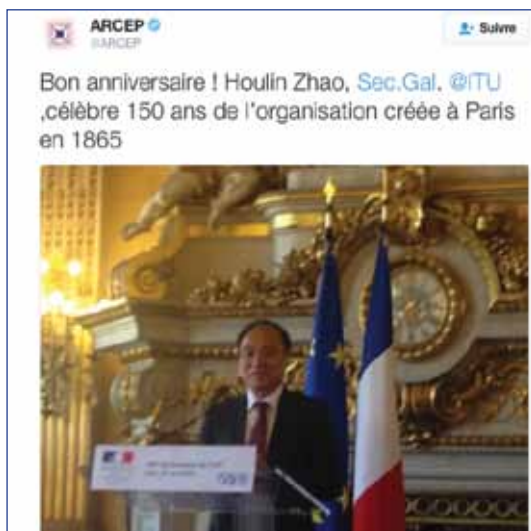 ARCEP
@ARCEP
Suivre
Bon anniversaire ! Houlin Zhao, Sec.Gal. @ITU
,célèbre 150 ans de l'organisation créée à Paris
en 1865